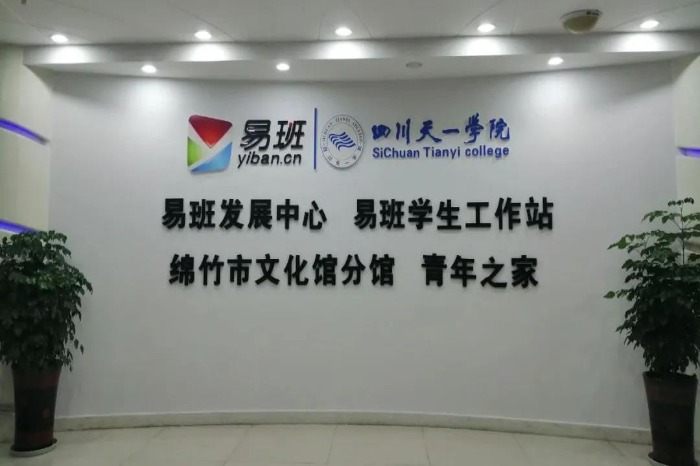 易班 四川天一学院
yiban.cn SiChuan Tianyi college
易班发展中心 易班学生工作站
绵竹市文化馆分馆 青年之家